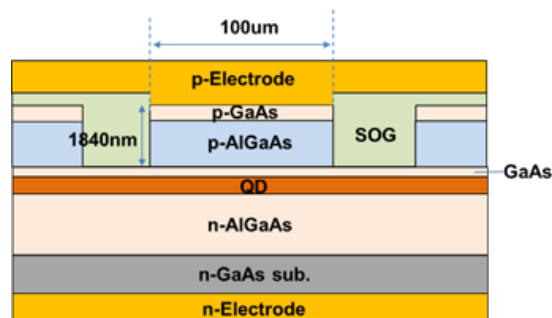 100um
p-Electrode
p-GaAs
1840nm
p-AlGaAs
SOG
GaAs
QD
n-AlGaAs
n-GaAs sub.
n-Electrode